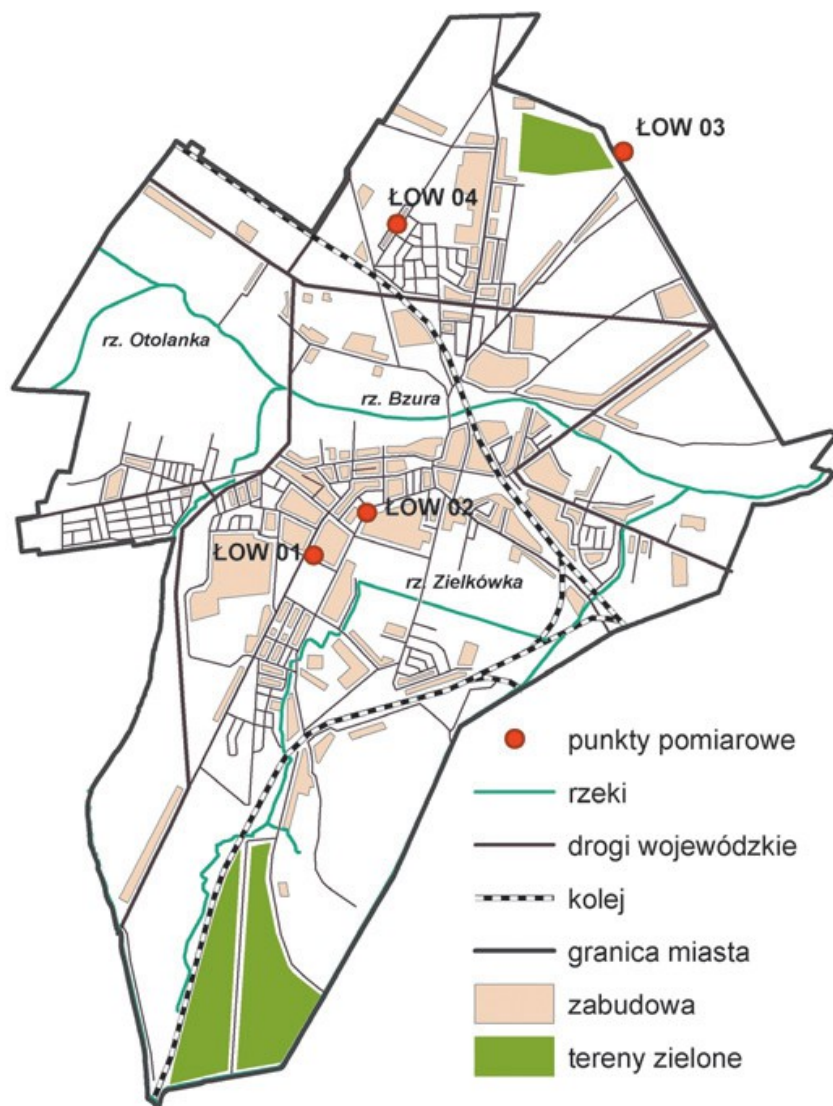 ŁOW 03
ŁOW 04
rz. Otolanka
rz. Bzura
ŁOW 02
ŁOW 01
rz. Zielkówka
punkty pomiarowe
rzeki
drogi wojewódzkie
kolej
granica miasta
zabudowa
tereny zielone